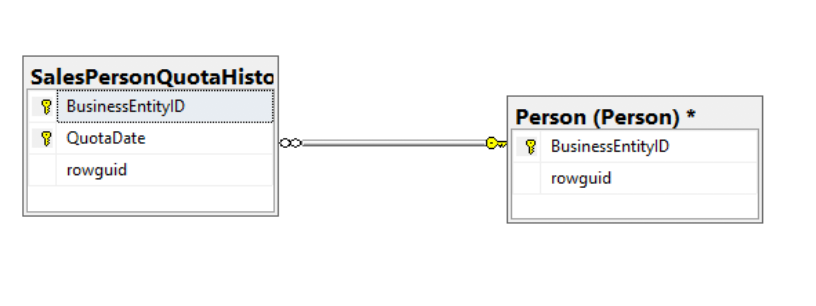 SalesPersonQuotaHisto
BusinessEntityID
QuotaDate
rowguid
Person (Person) *
BusinessEntityID
rowguid